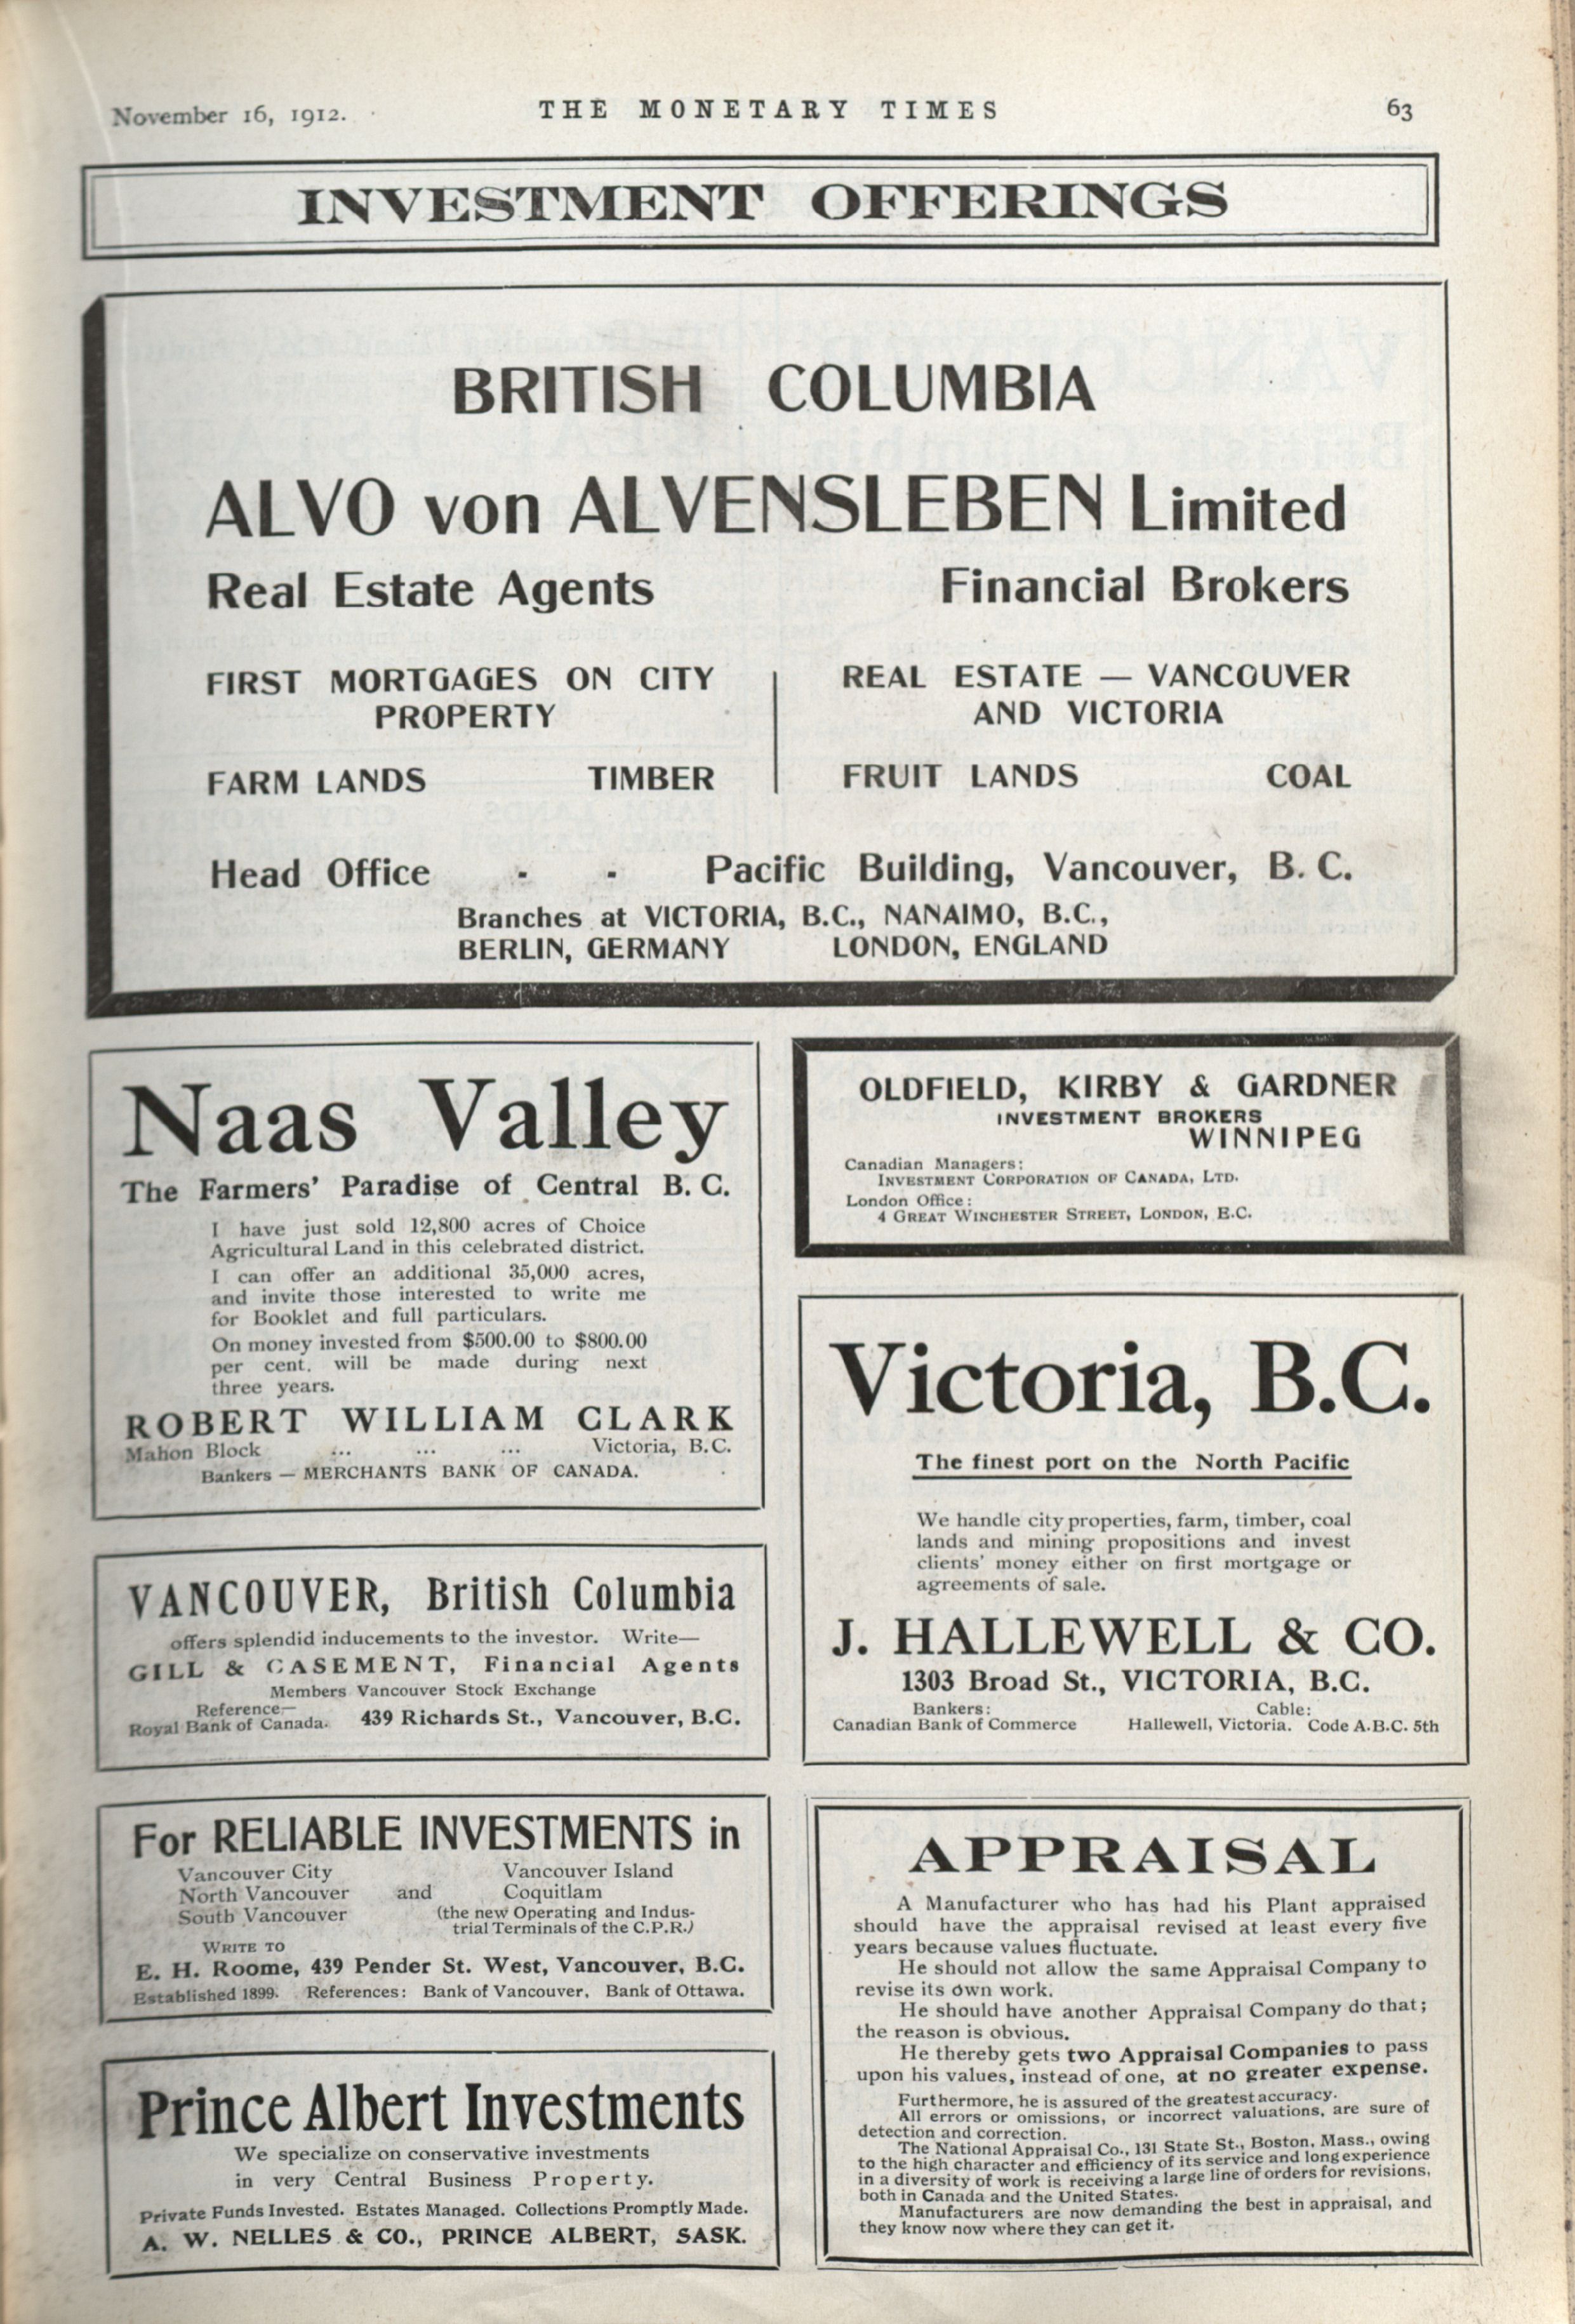 November 16, 1912.
THE MONETARY TIMES
63
INVESTMENT OFFERINGS
BRITISH COLUMBIA
ALVO von ALVENSLEBEN Limited
Real Estate Agents Financial Brokers
FIRST MORTGAGES ON CITY
PROPERTY
FARM LANDS TIMBER
REAL ESTATE — VANCOUVER
AND VICTORIA
FRUIT LANDS COAL
Head Office - - Pacific Building, Vancouver, B. C.
Branches at VICTORIA, B.C., NANAIMO, B.C.,
BERLIN, GERMANY LONDON, ENGLAND
Naas Valley
The Farmers' Paradise of Central B. C.
I have just sold 12,800 acres of Choice
Agricultural Land in this celebrated district.
I can offer an additional 35,000 acres,
and invite those interested to write me
for Booklet and full particulars.
On money invested from $500.00 to $800.00
per cent. will be made during next
three years.
ROBERT WILLIAM CLARK
Mahon Block ... ... ... Victoria, B.C.
Bankers — MERCHANTS BANK OF CANADA.
VANCOUVER, British Columbia
offers splendid inducements to the investor. Write—
GILL & CASEMENT, Financial Agents
Members Vancouver Stock Exchange
Reference—
Royal Bank of Canada. 439 Richards St., Vancouver, B.C.
For RELIABLE INVESTMENTS in
Vancouver City Vancouver Island
North Vancouver and Coquitlam
South Vancouver (the new Operating and Indus-
trial Terminals of the C.P.R.)
WRITE TO
E. H. Roome, 439 Pender St. West, Vancouver, B.C.
Established 1899. References: Bank of Vancouver, Bank of Ottawa.
Prince Albert Investments
We specialize on conservative investments
in very Central Business Property.
Private Funds Invested. Estates Managed. Collections Promptly Made.
A. W. NELLES & CO., PRINCE ALBERT, SASK.
OLDFIELD, KIRBY & GARDNER
INVESTMENT BROKERS
WINNIPEG
Canadian Managers:
INVESTMENT CORPORATION OF CANADA, LTD.
London Office:
4 GREAT WINCHESTER STREET, LONDON, E.C.
Victoria, B.C.
The finest port on the North Pacific
We handle city properties, farm, timber, coal
lands and mining propositions and invest
clients' money either on first mortgage or
agreements of sale.
J. HALLEWELL & CO.
1303 Broad St., VICTORIA, B.C.
Bankers: Cable:
Canadian Bank of Commerce Hallewell, Victoria. Code A.B.C. 5th
APPRAISAL
A Manufacturer who has had his Plant appraised
should have the appraisal revised at least every five
years because values fluctuate.
He should not allow the same Appraisal Company to
revise its own work.
He should have another Appraisal Company do that;
the reason is obvious.
He thereby gets two Appraisal Companies to pass
upon his values, instead of one, at no greater expense.
Furthermore, he is assured of the greatest accuracy.
All errors or omissions, or incorrect valuations, are sure of
detection and correction.
The National Appraisal Co., 131 State St., Boston, Mass., owing
to the high character and efficiency of its service and long experience
in a diversity of work is receiving a large line of orders for revisions,
both in Canada and the United States.
Manufacturers are now demanding the best in appraisal, and
they know now where they can get it.